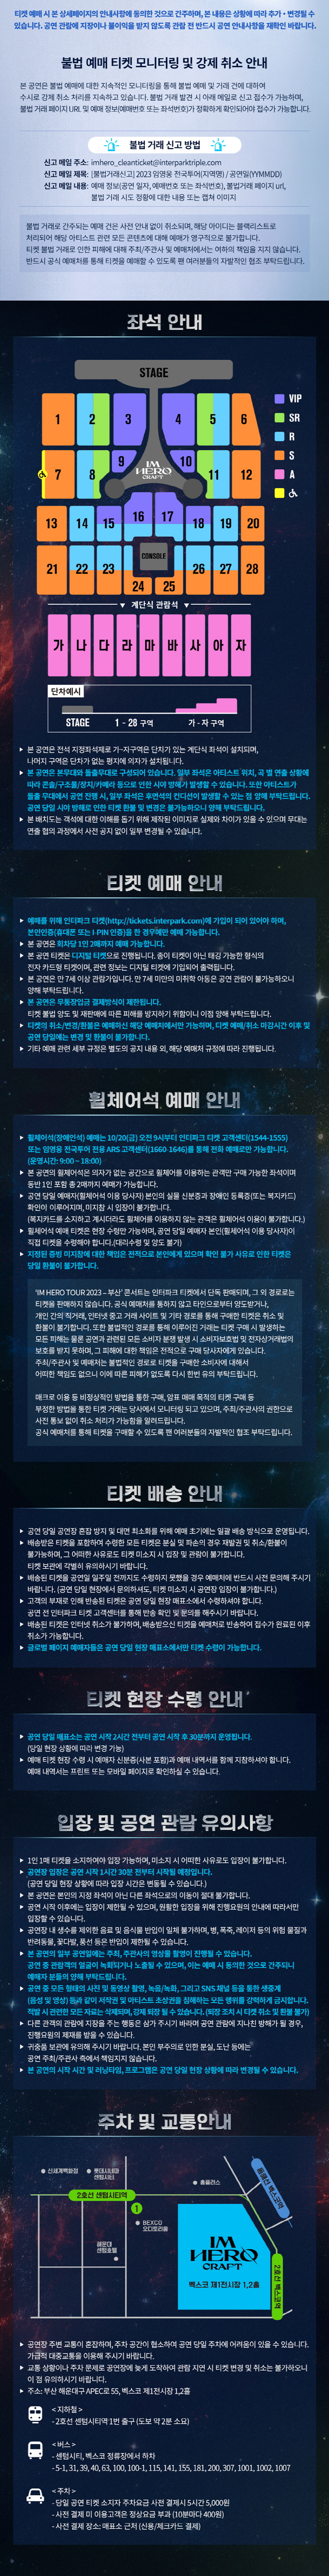 티켓 예매 시 본 상세페이지의 안내사항에 동의한 것으로 간주하며, 본 내용은 상황에 따라 추가・변경될 수
있습니다. 공연 관람에 지장이나 불이익을 받지 않도록 관람 전 반드시 공연 안내사항을 재확인 바랍니다.
불법 예매 티켓 모니터링 및 강제 취소 안내
본 공연은 불법 예매에 대한 지속적인 모니터링을 통해 불법 예매 및 거래 건에 대하여
수시로 강제 취소 처리를 지속하고 있습니다. 불법 거래 발견 시 아래 메일로 신고 접수가 가능하며,
불법 거래 페이지 URL 및 예매 정보(예매번호 또는 좌석번호)가 정확하게 확인되어야 접수가 가능합니다.
불법 거래 신고 방법
신고 메일 주소: imhero_cleanticket@interparktriple.com
신고 메일 제목: [불법거래신고] 2023 임영웅 전국투어(지역명) / 공연일(YYMMDD)
신고 메일 내용: 예매 정보(공연 일자, 예매번호 또는 좌석번호), 불법거래 페이지 url,
불법 거래 시도 정황에 대한 내용 또는 캡쳐 이미지
불법 거래로 간주되는 예매 건은 사전 안내 없이 취소되며, 해당 아이디는 블랙리스트로
처리되어 해당 아티스트 관련 모든 콘텐츠에 대해 예매가 영구적으로 불가합니다.
티켓 불법 거래로 인한 피해에 대해 주최/주관사 및 예매처에서는 여하의 책임을 지지 않습니다.
반드시 공식 예매처를 통해 티켓을 예매할 수 있도록 팬 여러분들의 자발적인 협조 부탁드립니다.
좌석 안내
STAGE
VIP
SR
R
S
A
1 2 3 4 5 6
7 8 9 10 11 12
IM HERO CRAFT
13 14 15 16 17 18 19 20
CONSOLE
21 22 23 24 25 26 27 28
▼ 계단식 관람석 ▼
가 나 다 라 마 바 사 아 자
단차예시
STAGE 1 - 28 구역 가 - 자 구역
▶ 본 공연은 전석 지정좌석제로 가~자구역은 단차가 있는 계단식 좌석이 설치되며,
나머지 구역은 단차가 없는 평지에 의자가 설치됩니다.
▶ 본 공연은 본무대와 돌출무대로 구성되어 있습니다. 일부 좌석은 아티스트 위치, 곡 별 연출 상황에
따라 콘솔/구조물/장치/카메라 등으로 인한 시야 방해가 발생할 수 있습니다. 또한 아티스트가
돌출 무대에서 공연 진행 시, 일부 좌석은 후면석의 컨디션이 발생할 수 있는 점 양해 부탁드립니다.
공연 당일 시야 방해로 인한 티켓 환불 및 변경은 불가능하오니 양해 부탁드립니다.
▶ 본 배치도는 객석에 대한 이해를 돕기 위해 제작된 이미지로 실제와 차이가 있을 수 있으며 무대는
연출 협의 과정에서 사전 공지 없이 일부 변경될 수 있습니다.
티켓 예매 안내
▶ 예매를 위해 인터파크 티켓(http://tickets.interpark.com)에 가입이 되어 있어야 하며,
본인인증(휴대폰 또는 I-PIN 인증)을 한 경우에만 예매 가능합니다.
▶ 본 공연은 회차당 1인 2매까지 예매 가능합니다.
▶ 본 공연 티켓은 디지털 티켓으로 진행됩니다. 종이 티켓이 아닌 태깅 가능한 형식의
전자 카드형 티켓이며, 관련 정보는 디지털 티켓에 기입되어 출력됩니다.
▶ 본 공연은 만 7세 이상 관람가입니다. 만 7세 미만의 미취학 아동은 공연 관람이 불가능하오니
양해 부탁드립니다.
▶ 본 공연은 무통장입금 결제방식이 제한됩니다.
티켓 불법 양도 및 재판매에 따른 피해를 방지하기 위함이니 이점 양해 부탁드립니다.
▶ 티켓의 취소/변경/환불은 예매하신 해당 예매처에서만 가능하며, 티켓 예매/취소 마감시간 이후 및
공연 당일에는 변경 및 환불이 불가합니다.
▶ 기타 예매 관련 세부 규정은 별도의 공지 내용 외, 해당 예매처 규정에 따라 진행됩니다.
휠체어석 예매 안내
▶ 휠체어석(장애인석) 예매는 10/20(금) 오전 9시부터 인터파크 티켓 고객센터(1544-1555)
또는 임영웅 전국투어 전용 ARS 고객센터(1660-1646)를 통해 전화 예매로만 가능합니다.
(운영시간: 9:00 ~ 18:00)
▶ 본 공연의 휠체어석은 의자가 없는 공간으로 휠체어를 이용하는 관객만 구매 가능한 좌석이며
동반 1인 포함 총 2매까지 예매가 가능합니다.
▶ 공연 당일 예매자(휠체어석 이용 당사자) 본인의 실물 신분증과 장애인 등록증(또는 복지카드)
확인이 이루어지며, 미지참 시 입장이 불가합니다.
(복지카드를 소지하고 계시더라도 휠체어를 이용하지 않는 관객은 휠체어석 이용이 불가합니다.)
▶ 휠체어석 예매 티켓은 현장 수령만 가능하며, 공연 당일 예매자 본인(휠체어석 이용 당사자)이
직접 티켓을 수령해야 합니다.(대리수령 및 양도 불가)
▶ 지정된 증빙 미지참에 대한 책임은 전적으로 본인에게 있으며 확인 불가 사유로 인한 티켓은
당일 환불이 불가합니다.
'IM HERO TOUR 2023 – 부산' 콘서트는 인터파크 티켓에서 단독 판매되며, 그 외 경로로는
티켓을 판매하지 않습니다. 공식 예매처를 통하지 않고 타인으로부터 양도받거나,
개인 간의 직거래, 인터넷 중고 거래 사이트 및 기타 경로를 통해 구매한 티켓은 취소 및
환불이 불가합니다. 또한 불법적인 경로를 통해 이루어진 거래는 티켓 구매 시 발생하는
모든 피해는 물론 공연과 관련된 모든 소비자 분쟁 발생 시 소비자보호법 및 전자상거래법의
보호를 받지 못하며, 그 피해에 대한 책임은 전적으로 구매 당사자에게 있습니다.
주최/주관사 및 예매처는 불법적인 경로로 티켓을 구매한 소비자에 대해서
어떠한 책임도 없으니 이에 따른 피해가 없도록 다시 한번 유의 부탁드립니다.
매크로 이용 등 비정상적인 방법을 통한 구매, 암표 매매 목적의 티켓 구매 등
부정한 방법을 통한 티켓 거래는 당사에서 모니터링 되고 있으며, 주최/주관사의 권한으로
사전 통보 없이 취소 처리가 가능함을 알려드립니다.
공식 예매처를 통해 티켓을 구매할 수 있도록 팬 여러분들의 자발적인 협조 부탁드립니다.
티켓 배송 안내
▶ 공연 당일 공연장 혼잡 방지 및 대면 최소화를 위해 예매 초기에는 일괄 배송 방식으로 운영됩니다.
▶ 배송받은 티켓을 포함하여 수령한 모든 티켓은 분실 및 파손의 경우 재발권 및 취소/환불이
불가능하며, 그 어떠한 사유로도 티켓 미소지 시 입장 및 관람이 불가합니다.
티켓 보관에 각별히 유의하시기 바랍니다.
▶ 배송된 티켓을 공연일 일주일 전까지도 수령하지 못했을 경우 예매처에 반드시 사전 문의해 주시기
바랍니다. (공연 당일 현장에서 문의하셔도, 티켓 미소지 시 공연장 입장이 불가합니다.)
▶ 고객의 부재로 인해 반송된 티켓은 공연 당일 현장 매표소에서 수령하셔야 합니다.
공연 전 인터파크 티켓 고객센터를 통해 반송 확인 및 문의를 해주시기 바랍니다.
▶ 배송된 티켓은 인터넷 취소가 불가하며, 배송받으신 티켓을 예매처로 반송하여 접수가 완료된 이후
취소가 가능합니다.
▶ 글로벌 페이지 예매자들은 공연 당일 현장 매표소에서만 티켓 수령이 가능합니다.
티켓 현장 수령 안내
▶ 공연 당일 매표소는 공연 시작 2시간 전부터 공연 시작 후 30분까지 운영됩니다.
(당일 현장 상황에 따라 변경 가능)
▶ 예매 티켓 현장 수령 시 예매자 신분증(사본 포함)과 예매 내역서를 함께 지참하셔야 합니다.
예매 내역서는 프린트 또는 모바일 페이지로 확인하실 수 있습니다.
입장 및 공연 관람 유의사항
▶ 1인 1매 티켓을 소지하여야 입장 가능하며, 미소지 시 어떠한 사유로도 입장이 불가합니다.
▶ 공연장 입장은 공연 시작 1시간 30분 전부터 시작될 예정입니다.
(공연 당일 현장 상황에 따라 입장 시간은 변동될 수 있습니다.)
▶ 본 공연은 본인의 지정 좌석이 아닌 다른 좌석으로의 이동이 절대 불가합니다.
▶ 공연 시작 이후에는 입장이 제한될 수 있으며, 원활한 입장을 위해 진행요원의 안내에 따라서만
입장할 수 있습니다.
▶ 공연장 내 생수를 제외한 음료 및 음식물 반입이 일체 불가하며, 병, 폭죽, 레이저 등의 위험 물질과
반려동물, 꽃다발, 풍선 등은 반입이 제한될 수 있습니다.
▶ 본 공연의 일부 공연일에는 주최, 주관사의 영상물 촬영이 진행될 수 있습니다.
공연 중 관람객의 얼굴이 녹화되거나 노출될 수 있으며, 이는 예매 시 동의한 것으로 간주되니
예매자 분들의 양해 부탁드립니다.
▶ 공연 중 모든 형태의 사진 및 동영상 촬영, 녹음/녹화, 그리고 SNS 채널 등을 통한 생중계
(음성 및 영상) 등과 같이 저작권 및 아티스트 초상권을 침해하는 모든 행위를 강력하게 금지합니다.
적발 시 관련한 모든 자료는 삭제되며, 강제 퇴장 될 수 있습니다. (퇴장 조치 시 티켓 취소 및 환불 불가)
▶ 다른 관객의 관람에 지장을 주는 행동은 삼가 주시기 바라며 공연 관람에 지나친 방해가 될 경우,
진행요원의 제재를 받을 수 있습니다.
▶ 귀중품 보관에 유의해 주시기 바랍니다. 본인 부주의로 인한 분실, 도난 등에는
공연 주최/주관사 측에서 책임지지 않습니다.
▶ 본 공연의 시작 시간 및 러닝타임, 프로그램은 공연 당일 현장 상황에 따라 변경될 수 있습니다.
주차 및 교통안내
신세계백화점
롯데시네마 센텀시티
홈플러스
동해선 벡스코역
2호선 센텀시티역
1
BEXCO 오디토리움
센텀호텔
IM HERO CRAFT
벡스코 제1전시장 1,2홀
2호선 벡스코역
▶ 공연장 주변 교통이 혼잡하며, 주차 공간이 협소하여 공연 당일 주차에 어려움이 있을 수 있습니다.
가급적 대중교통을 이용해 주시기 바랍니다.
▶ 교통 상황이나 주차 문제로 공연장에 늦게 도착하여 관람 지연 시 티켓 변경 및 취소는 불가하오니
이 점 유의하시기 바랍니다.
▶ 주소: 부산 해운대구 APEC로 55, 벡스코 제1전시장 1,2홀
< 지하철 >
- 2호선 센텀시티역 1번 출구 (도보 약 2분 소요)
< 버스 >
- 센텀시티, 벡스코 정류장에서 하차
- 5-1, 31, 39, 40, 63, 100, 100-1, 115, 141, 155, 181, 200, 307, 1001, 1002, 1007
< 주차 >
- 당일 공연 티켓 소지자 주차요금 사전 결제시 5시간 5,000원
- 사전 결제 미 이용고객은 정상요금 부과 (10분마다 400원)
- 사전 결제 장소: 매표소 근처 (신용/체크카드 결제)